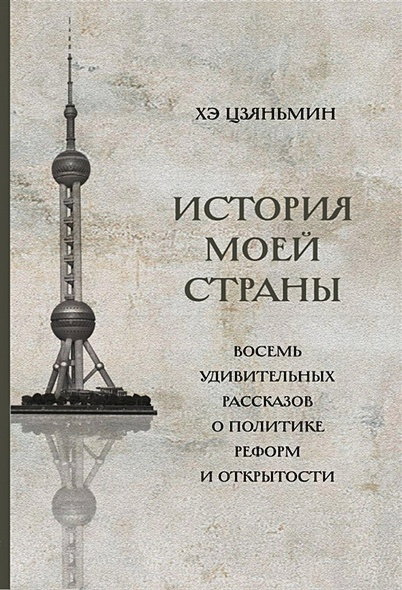 ХЭ ЦЗЯНЬМИН
ИСТОРИЯ
МОЕЙ
СТРАНЫ
ВОСЕМЬ
УДИВИТЕЛЬНЫХ
РАССКАЗОВ
О ПОЛИТИКЕ
РЕФОРМ
И ОТКРЫТОСТИ